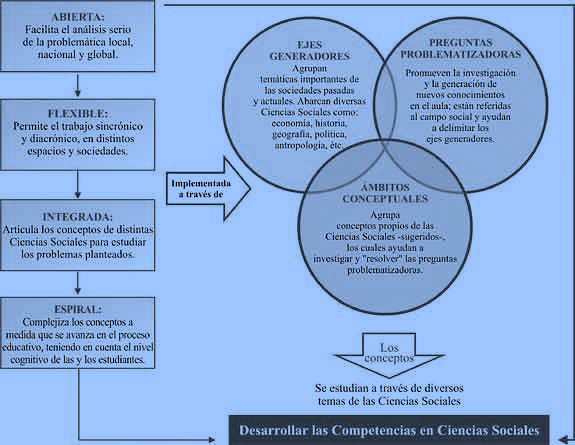 ABIERTA:
Facilita el análisis serio
de la problemática local,
nacional y global.
FLEXIBLE:
Permite el trabajo sincrónico
y diacrónico, en distintos
espacios y sociedades.
INTEGRADA:
Articula los conceptos de distintas
Ciencias Sociales para estudiar
los problemas planteados.
ESPIRAL:
Complejiza los conceptos a
medida que se avanza en el proceso
educativo, teniendo en cuenta el nivel
cognitivo de las y los estudiantes.
Implementada
a través de
EJES
GENERADORES
Agrupan
temáticas importantes de
las sociedades pasadas
y actuales. Abarcan diversas
Ciencias Sociales como:
economía, historia,
geografía, política,
antropología, étc.
PREGUNTAS
PROBLEMATIZADORAS
Promueven la investigación
y la generación de
nuevos conocimientos
en el aula; están referidas
al campo social y ayudan
a delimitar los
ejes generadores.
ÁMBITOS
CONCEPTUALES
Agrupa
conceptos propios de las
Ciencias Sociales -sugeridos-,
los cuales ayudan a
investigar y "resolver" las preguntas
problematizadoras.
Los
conceptos
Se estudian a través de diversos
temas de las Ciencias Sociales
Desarrollar las Competencias en Ciencias Sociales